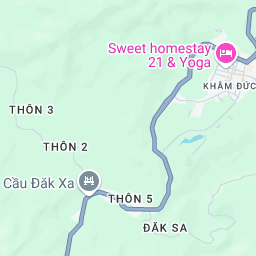 Sweet homestay
21 & Yoga
KHÂM ĐỨC
THÔN 3
THÔN 2
Cầu Đăk Xa
THÔN 5
ĐĂK SA